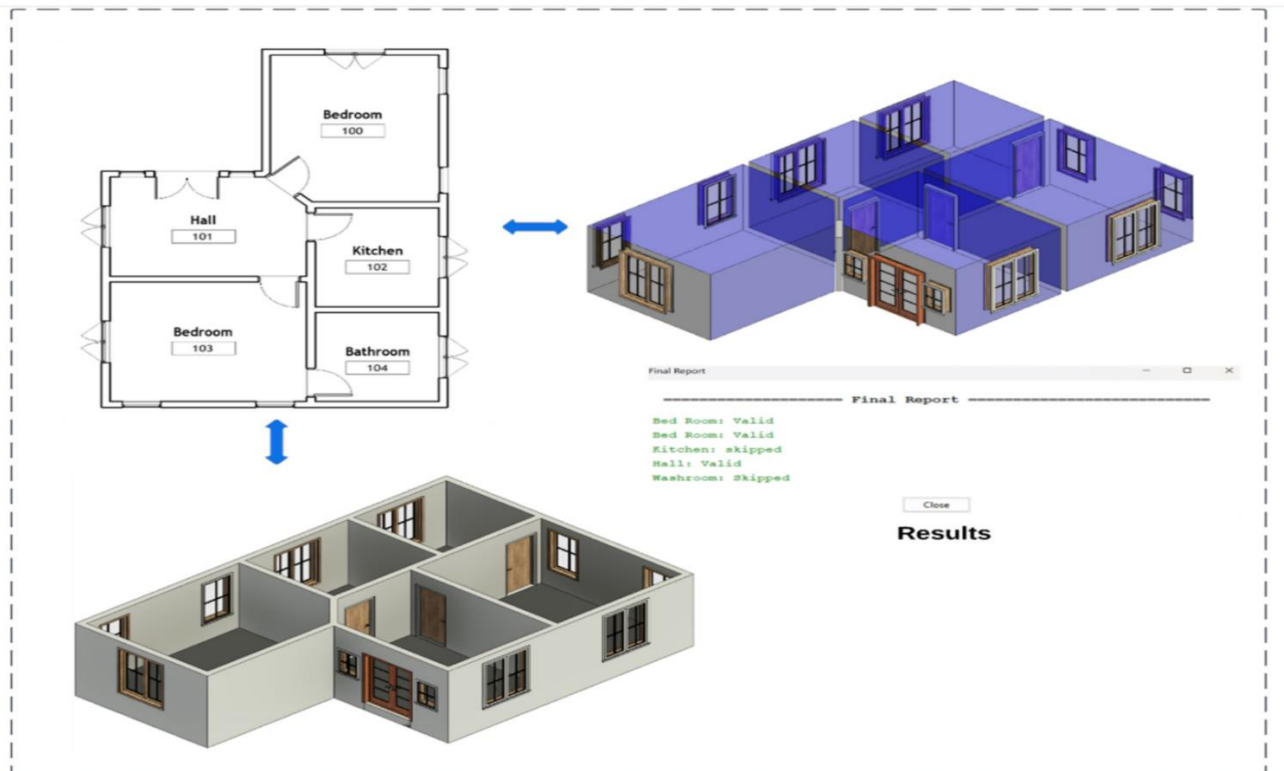 Bedroom
100
Hall
101
Kitchen
102
Bedroom
103
Bathroom
104
Final Report
Final Report
Bed Room: Valid
Bed Room: Valid
Kitchen: skipped
Hall: Valid
Washroom: Skipped
Close
Results